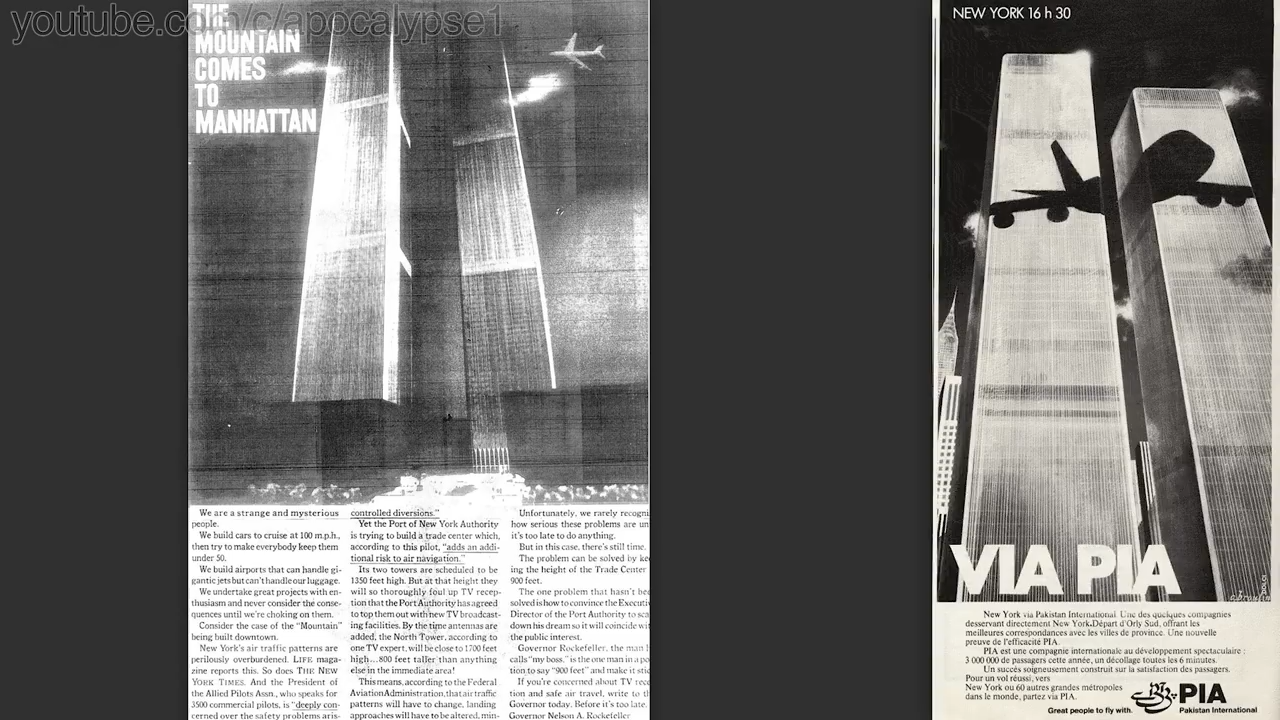 youtube.com/c/appocalypse1
THE
MOUNTAIN
COMES
TO
MANHATTAN
We are a strange and mysterious
people.
We build cars to cruise at 100 m.p.h.,
then try to make everybody keep them
under 50.
We build airports that can handle gi-
gantic jets but can't handle our luggage.
We undertake great projects with en-
thusiasm and never consider the conse-
quences until we're choking on them.
Consider the case of the "Mountain"
being built downtown.
New York's air traffic patterns are
perilously overburdened. LIFE maga-
zine reports this. So does THE NEW
YORK TIMES. And the President of
the Allied Pilots Assn., who speaks for
3500 commercial pilots, is "deeply con-
cerned over the safety problems aris-
controlled diversions."
Yet the Port of New York Authority
is trying to build a trade center which,
according to this pilot, "adds an addi-
tional risk to air navigation."
Its two towers are scheduled to be
1350 feet high. But at that height they
will so thoroughly foul up TV recep-
tion that the Port Authority has agreed
to top them out with new TV broadcast-
ing facilities. By the time antennas are
added, the North Tower, according to
one TV expert, will be close to 1700 feet
high...800 feet taller than anything
else in the immediate area!
This means, according to the Federal
Aviation Administration, that air traffic
patterns will have to change, landing
approaches will have to be altered, min-
Unfortunately, we rarely recogni
how serious these problems are un
it's too late to do anything.
But in this case, there's still time.
The problem can be solved by ke
ing the height of the Trade Center
900 feet.
The one problem that hasn't be
solved is how to convince the Executi
Director of the Port Authority to sc
down his dream so it will coincide wi
the public interest.
Governor Rockefeller, the man h
calls "my boss," is the one man in a po
tion to say "900 feet" and make it stic
If you're concerned about TV rec
tion and safe air travel, write to th
Governor today. Before it's too late.
Governor Nelson A. Rockefeller
NEW YORK 16 h 30
VIA PIA
New York via Pakistan International. Une des quelques compagnies
desservant directement New York. Départ d'Orly Sud, offrant les
meilleures correspondances avec les villes de province. Une nouvelle
preuve de l'efficacité PIA.
PIA est une compagnie internationale au développement spectaculaire :
3 000 000 de passagers cette année, un décollage toutes les 6 minutes.
Un succès soigneusement construit sur la satisfaction des passagers.
Pour un vol réussi, vers
New York ou 60 autres grandes métropoles
dans le monde, partez via PIA.
Great people to fly with.
PIA
Pakistan International